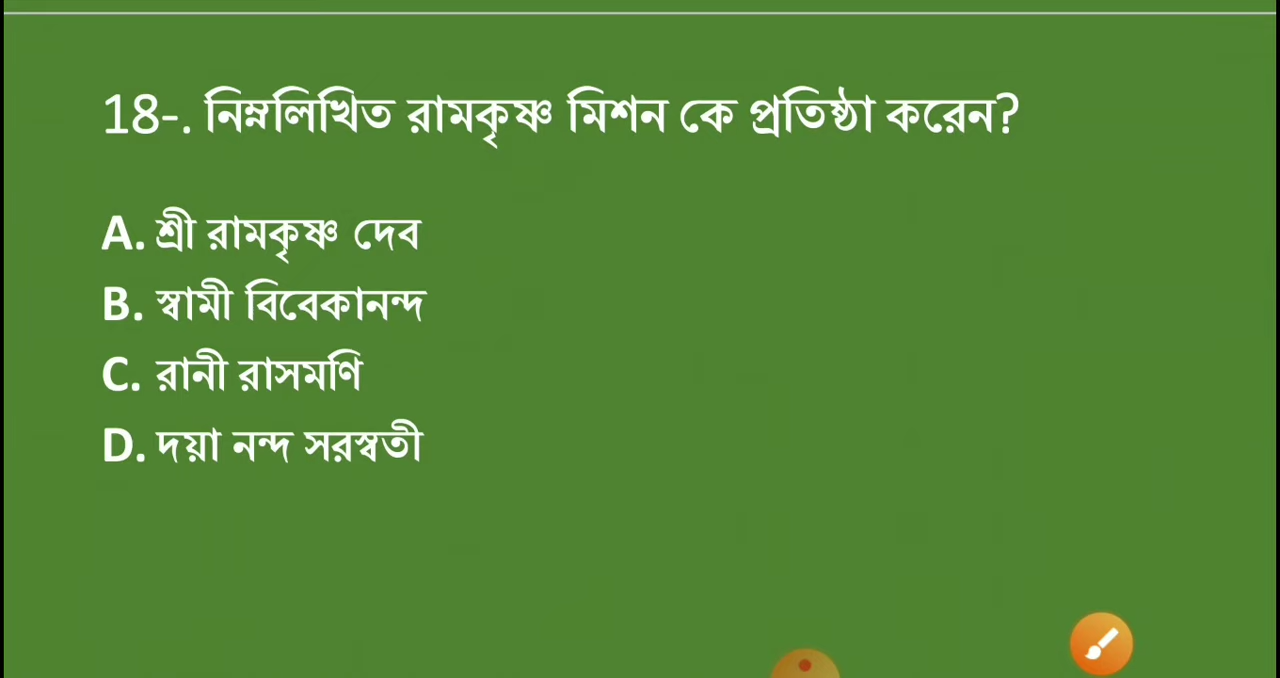 18-. নিম্নলিখিত রামকৃষ্ণ মিশন কে প্রতিষ্ঠা করেন?
A. শ্রী রামকৃষ্ণ দেব
B. স্বামী বিবেকানন্দ
C. রানী রাসমণি
D. দয়া নন্দ সরস্বতী